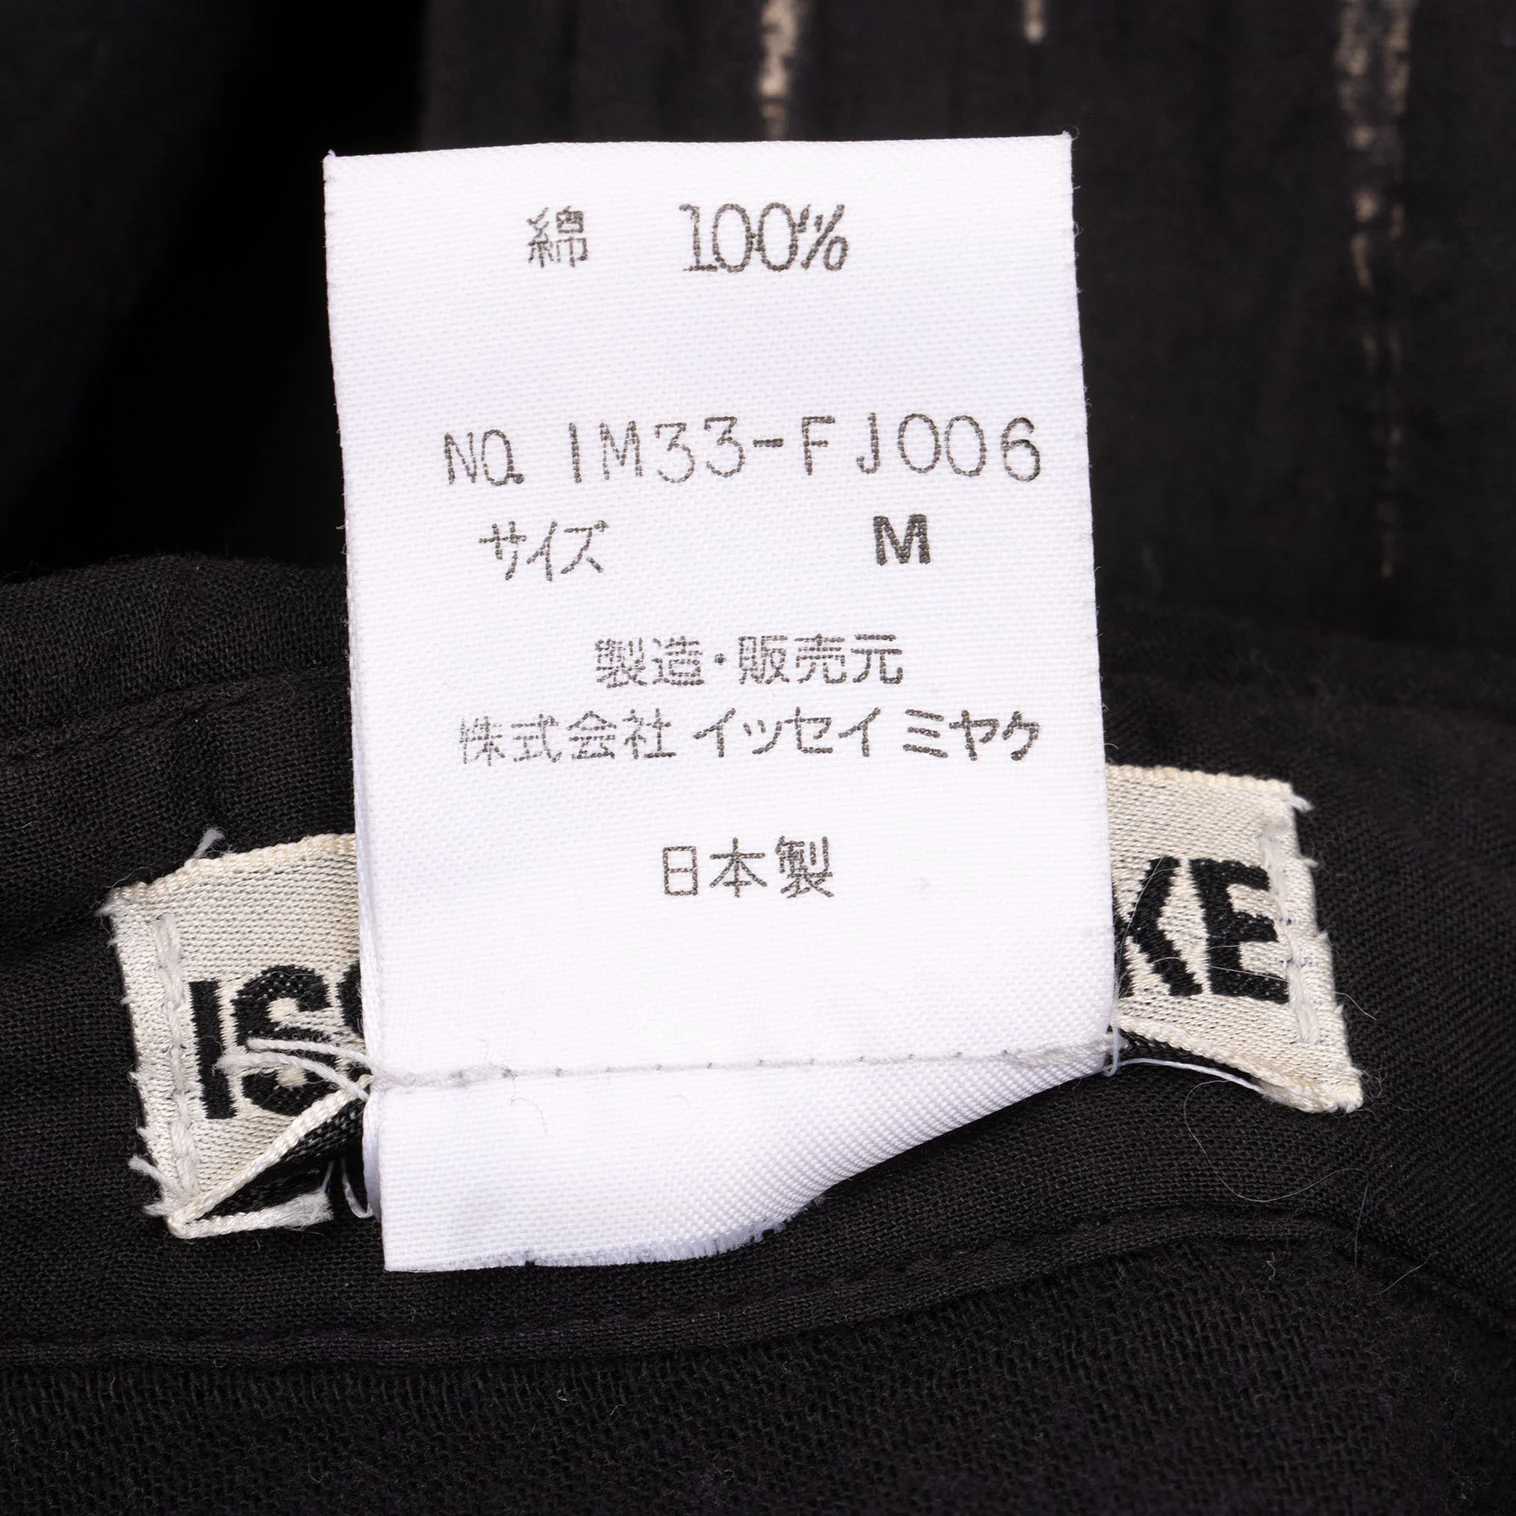 綿 100%
NO. IM33-FJ006
サイズ M
製造・販売元
株式会社 イッセイ ミヤケ
日本製
ISS KE